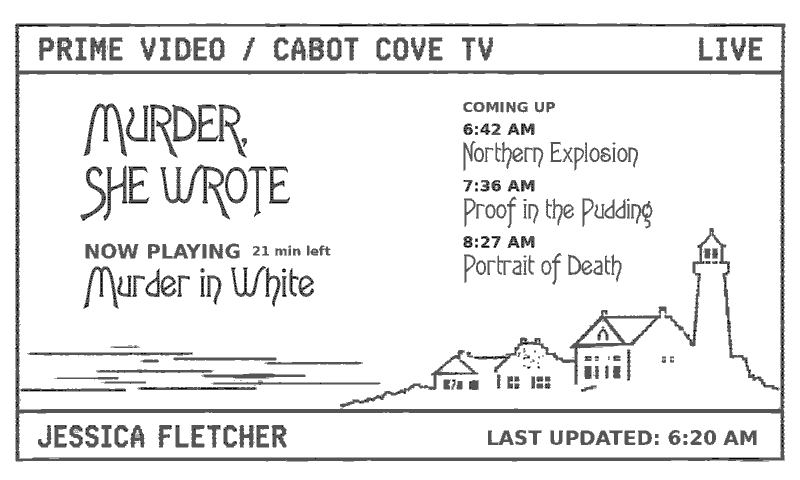 PRIME VIDEO / CABOT COVE TV
LIVE
MURDER,
SHE WROTE
NOW PLAYING 21 min left
Murder in White
COMING UP
6:42 AM
Northern Explosion
7:36 AM
Proof in the Pudding
8:27 AM
Portrait of Death
JESSICA FLETCHER
LAST UPDATED: 6:20 AM